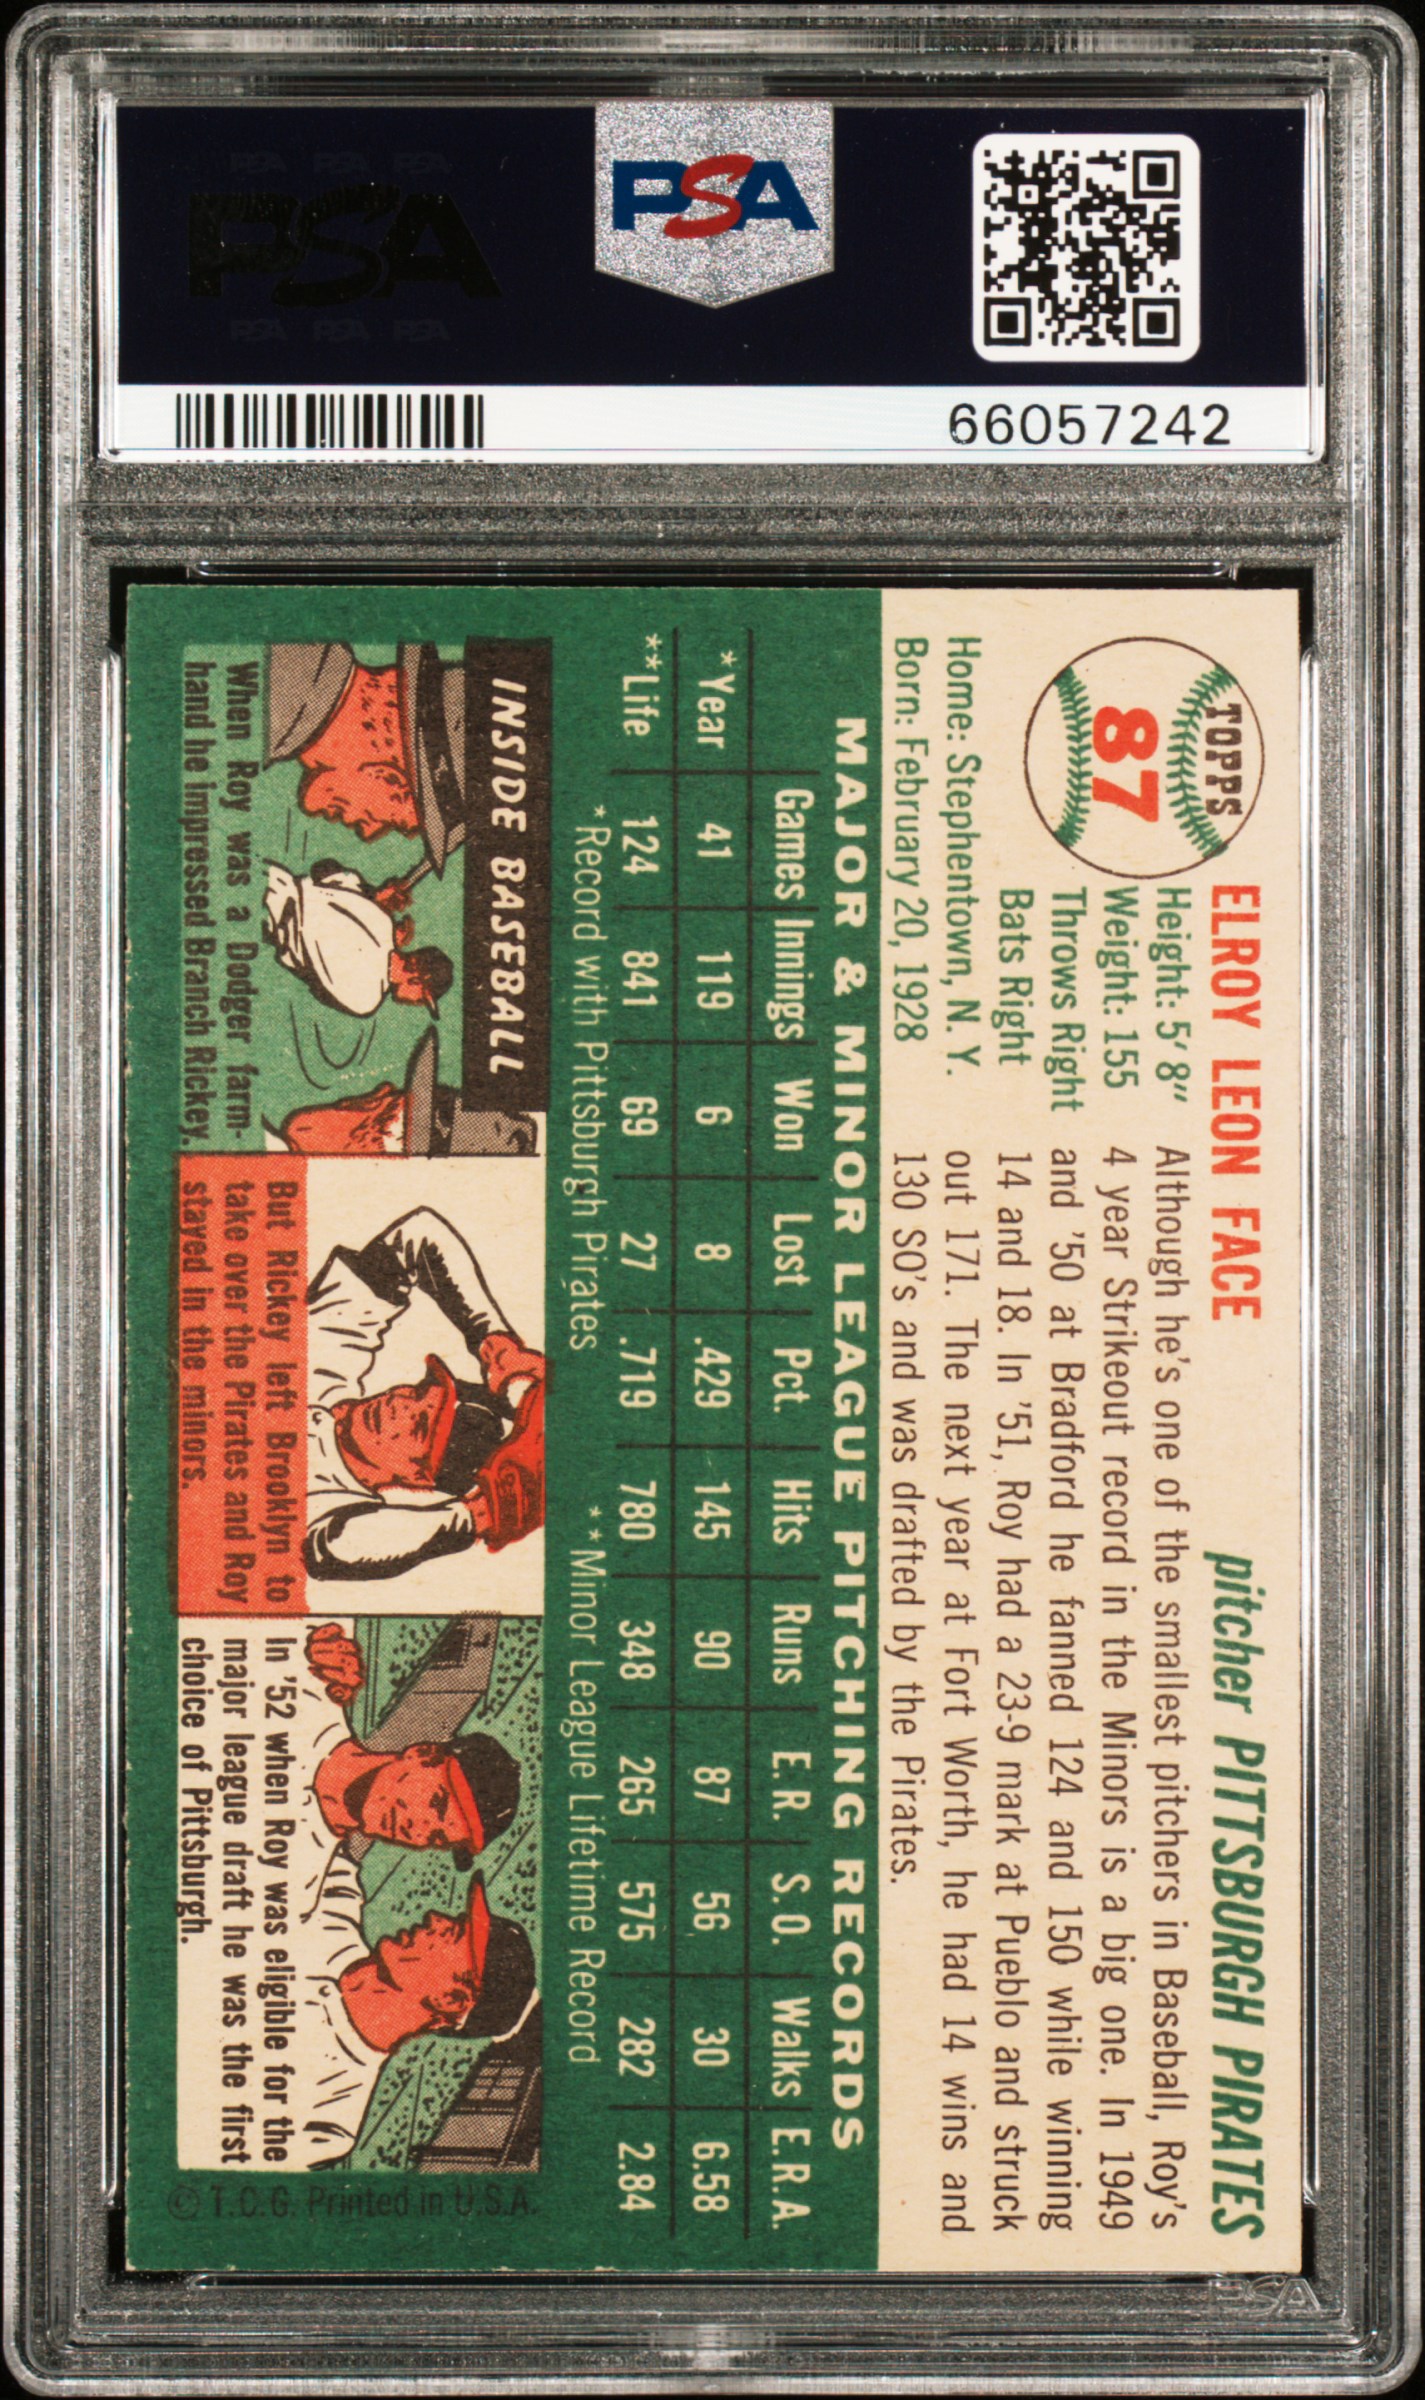 PSA PSA PSA
PSA
PSA PSA PSA
PSA
66057242
TOPPS
87
ELROY LEON FACE
pitcher PITTSBURGH PIRATES
Height: 5'8"
Weight: 155
Throws Right
Bats Right
Home: Stephentown, N. Y.
Born: February 20, 1928
Although he's one of the smallest pitchers in Baseball, Roy's
4 year Strikeout record in the Minors is a big one. In 1949
and '50 at Bradford he fanned 124 and 150 while winning
14 and 18. In '51, Roy had a 23-9 mark at Pueblo and struck
out 171. The next year at Fort Worth, he had 14 wins and
130 SO's and was drafted by the Pirates.
MAJOR & MINOR LEAGUE PITCHING RECORDS
Games Innings Won Lost Pct. Hits Runs E.R. S.O. Walks E.R.A.
*Year 41 119 6 8 .429 145 90 87 56 30 6.58
**Life 124 841 69 27 .719 780 348 265 575 282 2.84
*Record with Pittsburgh Pirates **Minor League Lifetime Record
INSIDE BASEBALL
When Roy was a Dodger farm-
hand he impressed Branch Rickey.
But Rickey left Brooklyn to
take over the Pirates and Roy
stayed in the minors.
In '52 when Roy was eligible for the
major league draft he was the first
choice of Pittsburgh.
© T.C.G. Printed in U.S.A.
PSA